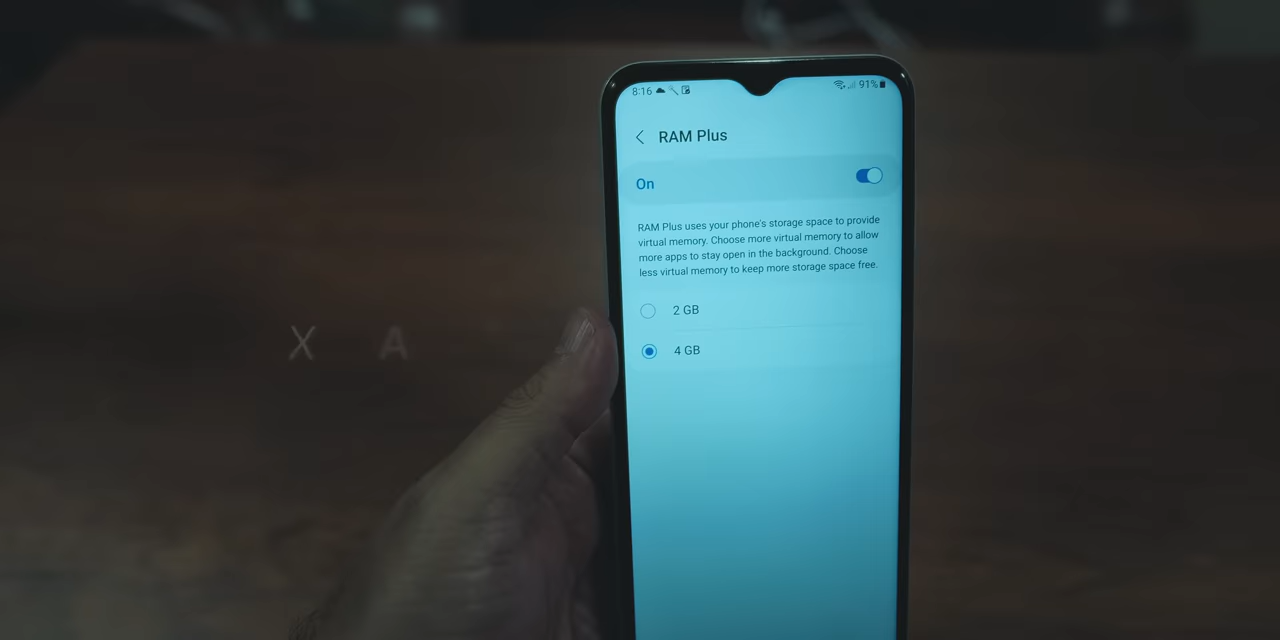 8:16
91%
RAM Plus
On
RAM Plus uses your phone's storage space to provide
virtual memory. Choose more virtual memory to allow
more apps to stay open in the background. Choose
less virtual memory to keep more storage space free.
2 GB
X A
4 GB